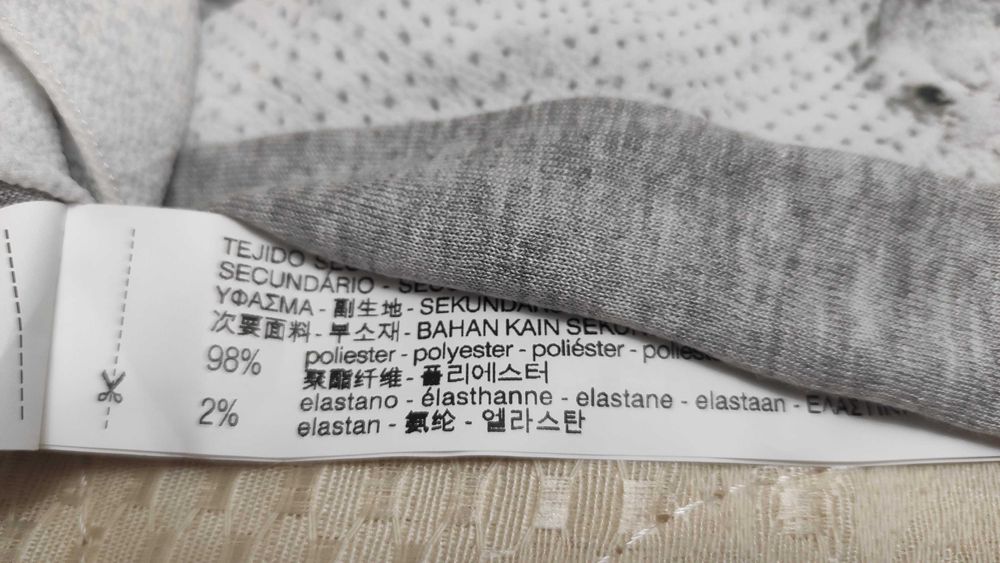 TEJIDO
SECUNDÁRIO -
ΥΦΑΣΜΑ - 副生地 -
次要面料 - 부소재 - BAHAN KAIN
98% poliester - polyester - poliéster -
聚酯纤维 - 폴리에스터
2% elastano - élasthanne - elastane - elastaan -
elastan - 氨纶 - 엘라스탄